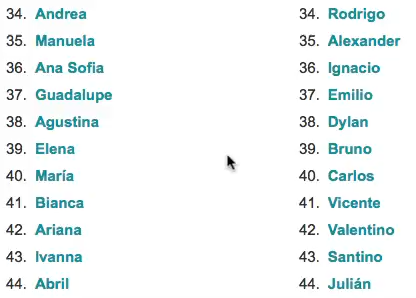 34. Andrea
35. Manuela
36. Ana Sofia
37. Guadalupe
38. Agustina
39. Elena
40. María
41. Bianca
42. Ariana
43. Ivanna
44. Abril
34. Rodrigo
35. Alexander
36. Ignacio
37. Emilio
38. Dylan
39. Bruno
40. Carlos
41. Vicente
42. Valentino
43. Santino
44. Julián